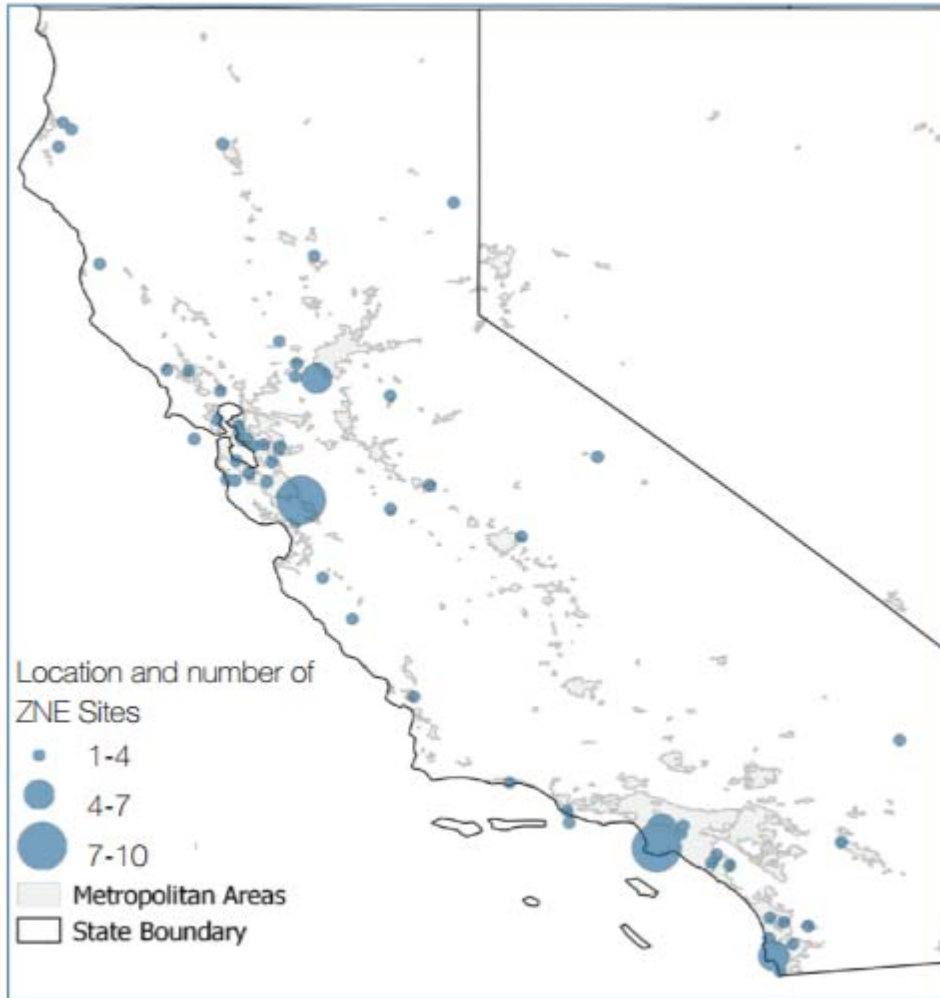 Location and number of
ZNE Sites
1-4
4-7
7-10
Metropolitan Areas
State Boundary